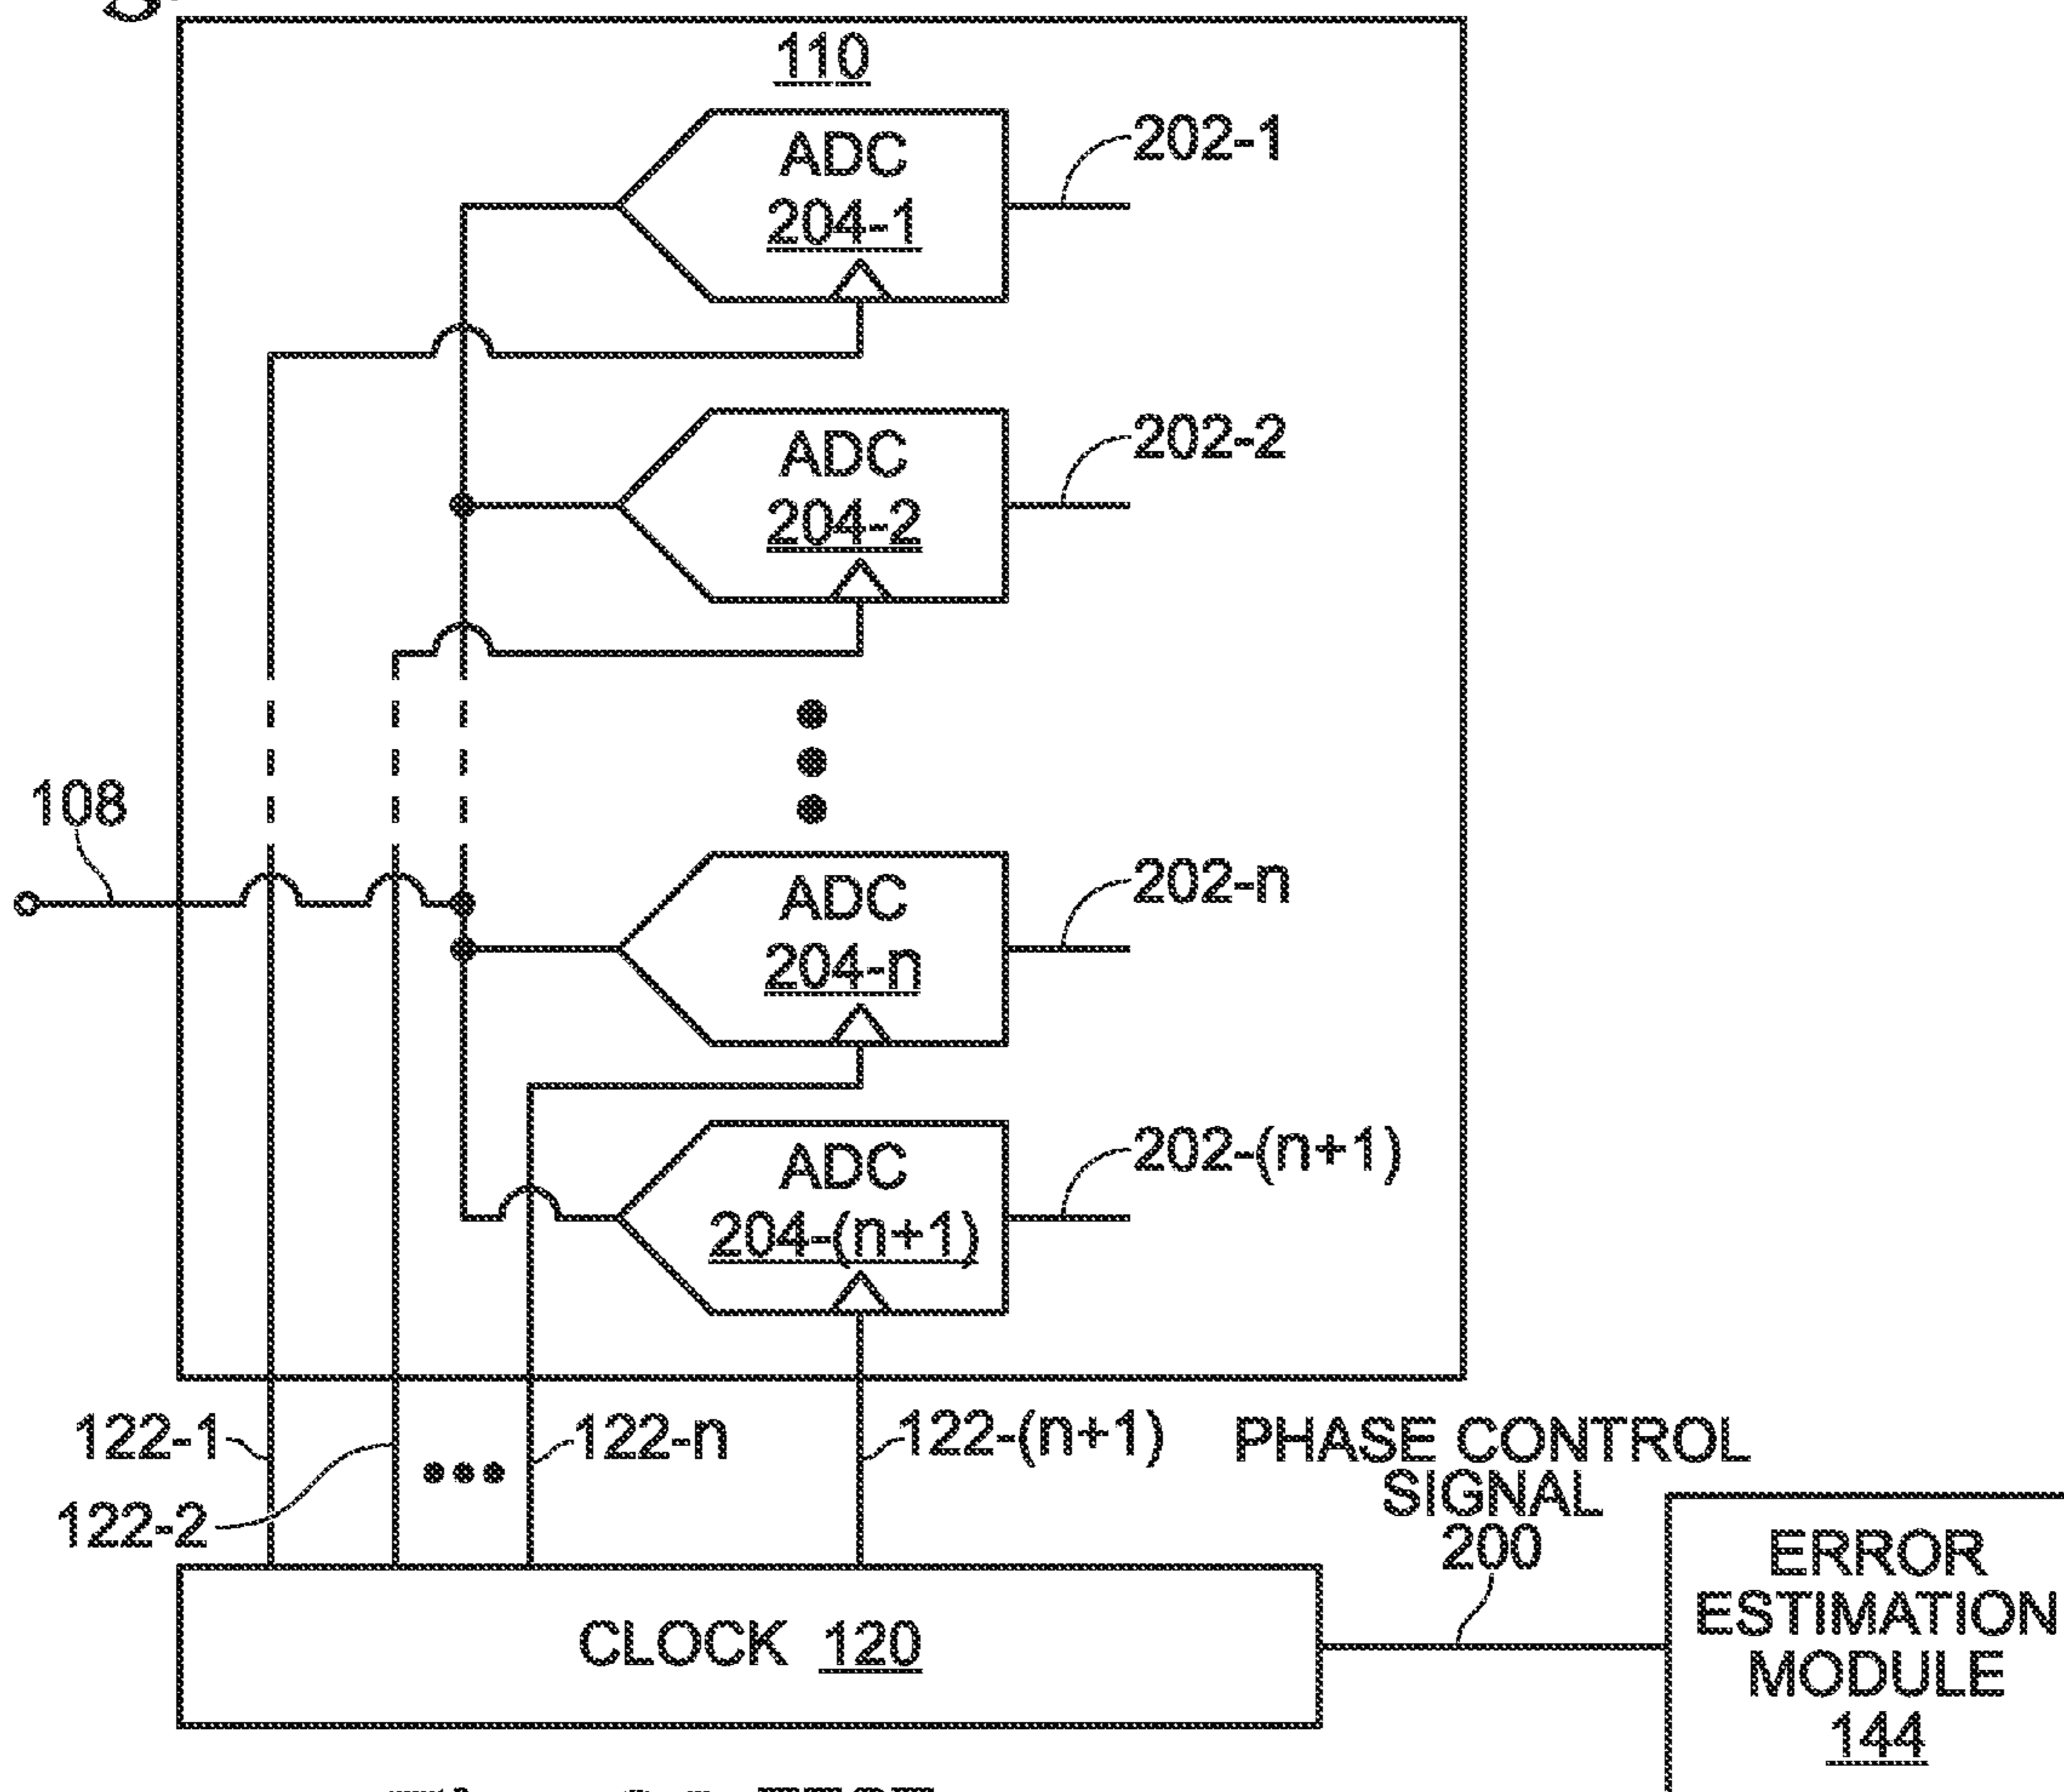 110
ADC
204-1
202-1
ADC
204-2
202-2
108
ADC
204-n
202-n
ADC
204-(n+1)
202-(n+1)
122-1
122-2
122-n
122-(n+1)
PHASE CONTROL
SIGNAL
200
CLOCK 120
ERROR
ESTIMATION
MODULE
144